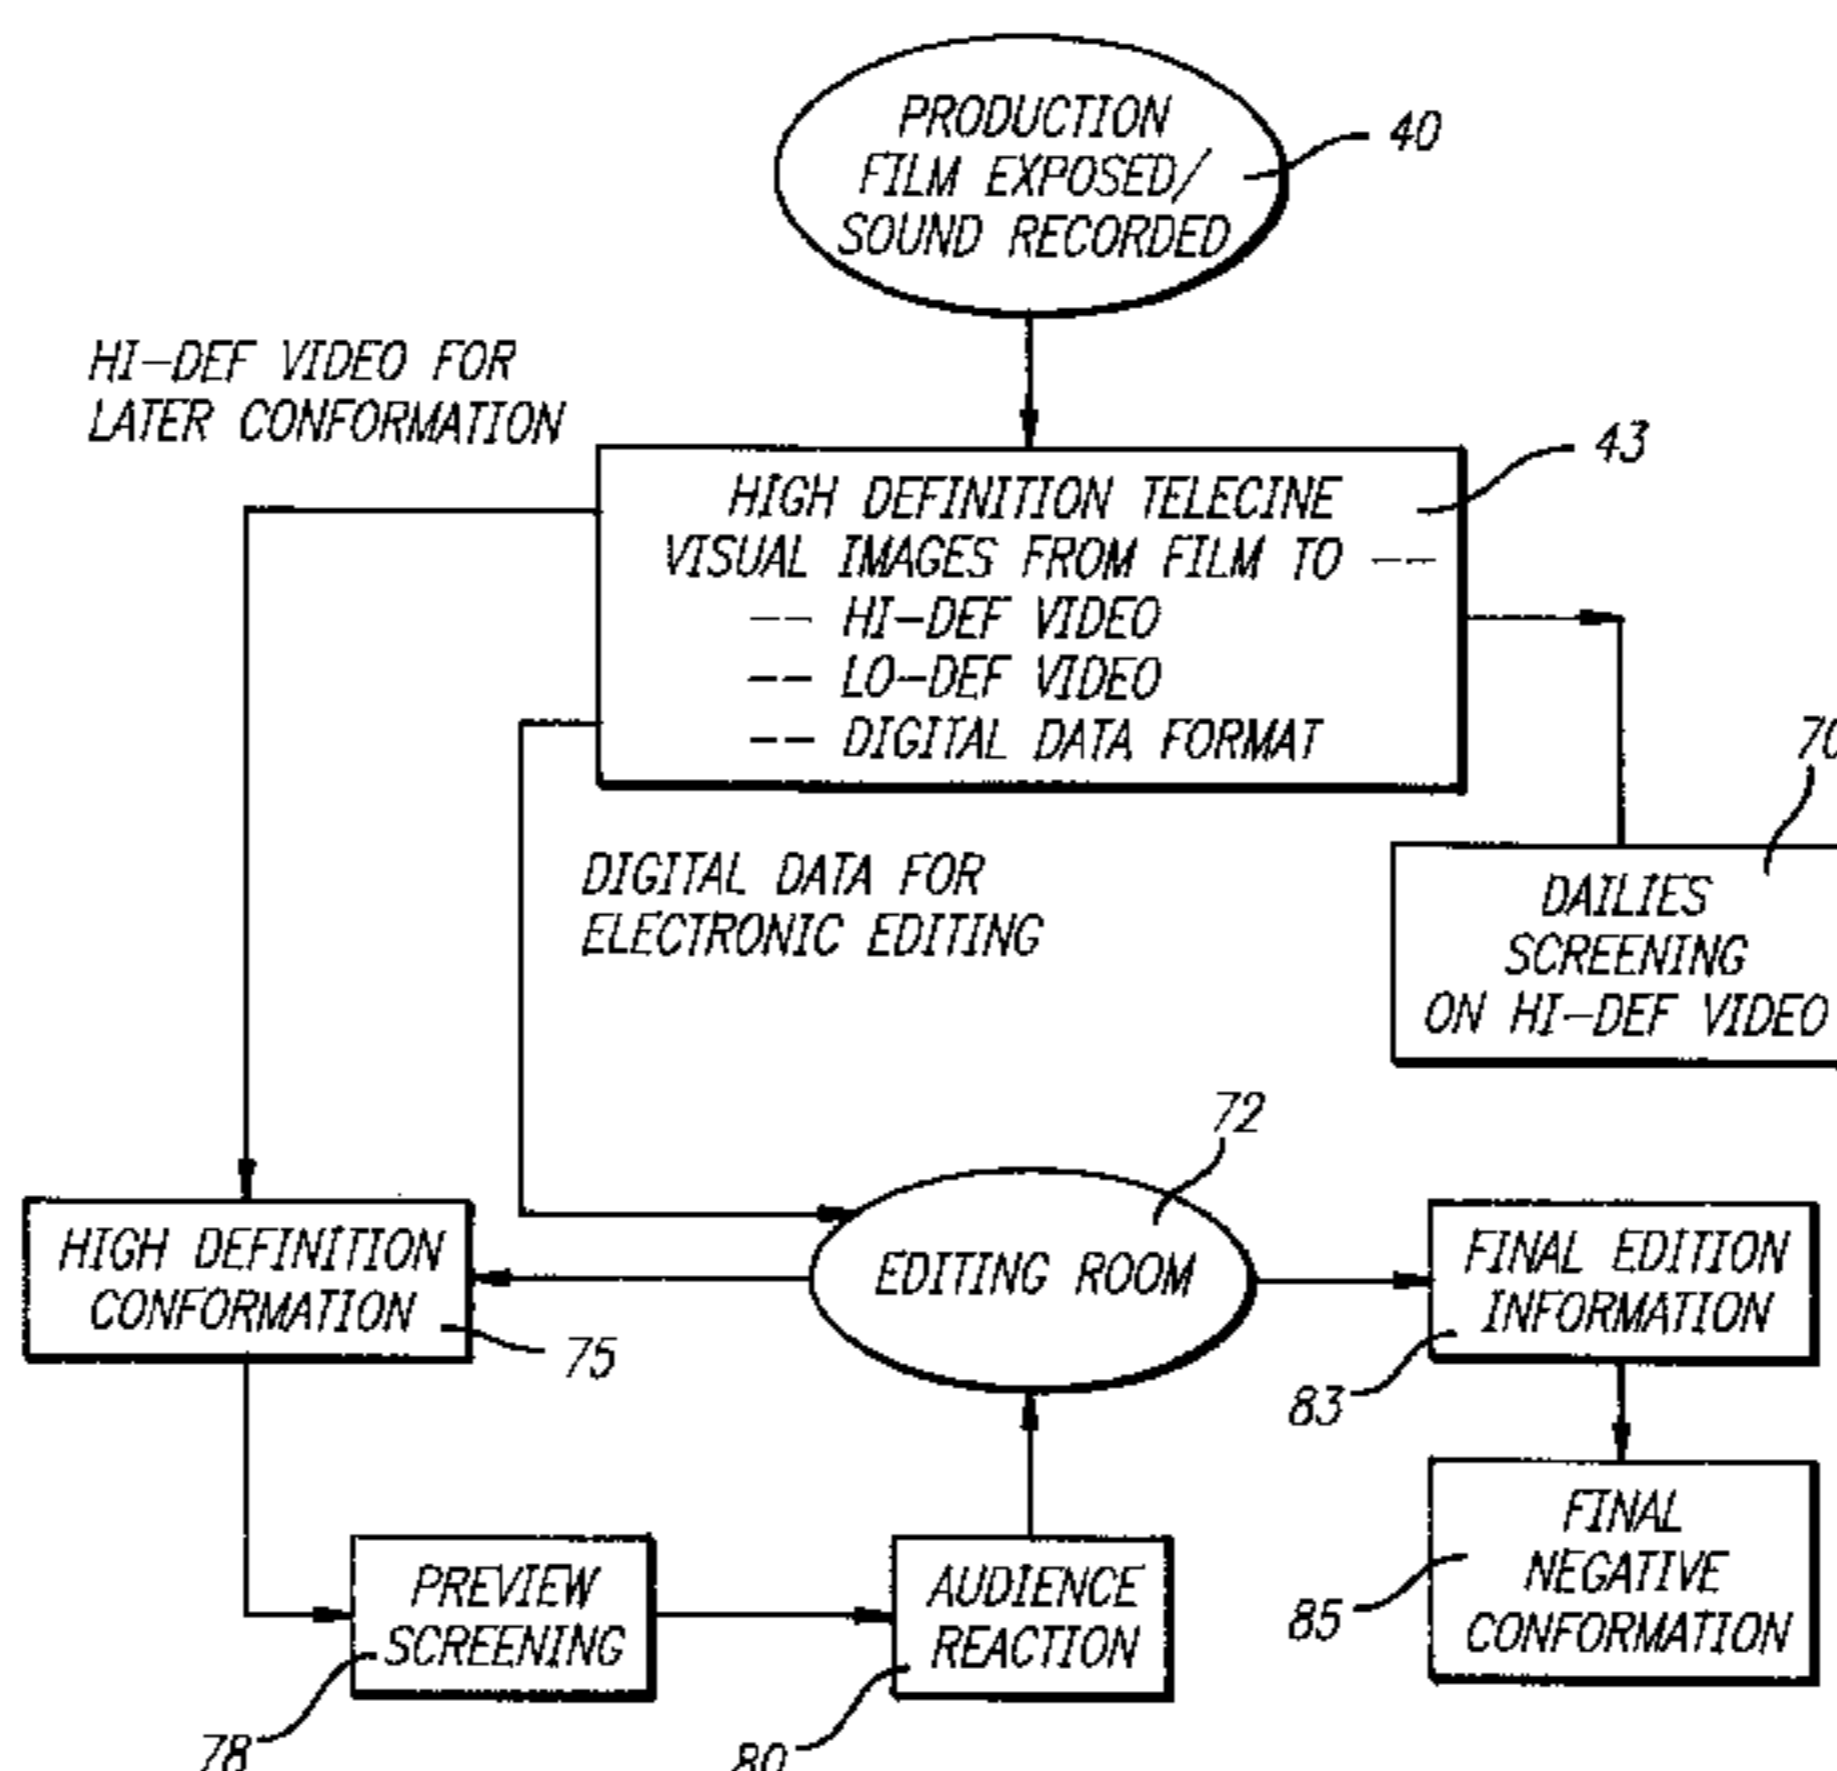 PRODUCTION
FILM EXPOSED/
SOUND RECORDED
40
HI-DEF VIDEO FOR
LATER CONFORMATION
43
HIGH DEFINITION TELECINE
VISUAL IMAGES FROM FILM TO --
-- HI-DEF VIDEO
-- LO-DEF VIDEO
-- DIGITAL DATA FORMAT
70
DIGITAL DATA FOR
ELECTRONIC EDITING
DAILIES
SCREENING
ON HI-DEF VIDEO
72
HIGH DEFINITION
CONFORMATION
75
EDITING ROOM
FINAL EDITION
INFORMATION
83
PREVIEW
SCREENING
78
AUDIENCE
REACTION
80
FINAL
NEGATIVE
CONFORMATION
85